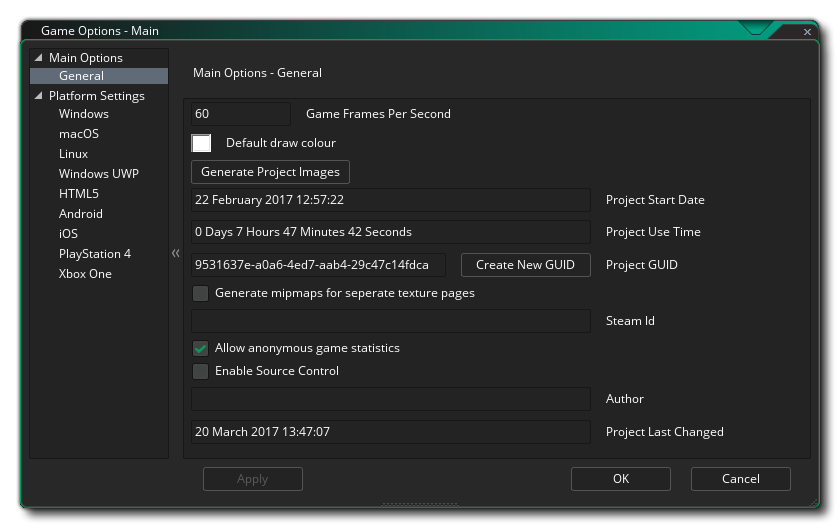 Game Options - Main
Main Options
General
Platform Settings
Windows
macOS
Linux
Windows UWP
HTML5
Android
iOS
PlayStation 4
Xbox One
Main Options - General
60 Game Frames Per Second
Default draw colour
Generate Project Images
22 February 2017 12:57:22 Project Start Date
0 Days 7 Hours 47 Minutes 42 Seconds Project Use Time
9531637e-a0a6-4ed7-aab4-29c47c14fdca Create New GUID Project GUID
Generate mipmaps for seperate texture pages
Steam Id
Allow anonymous game statistics
Enable Source Control
Author
20 March 2017 13:47:07 Project Last Changed
Apply OK Cancel